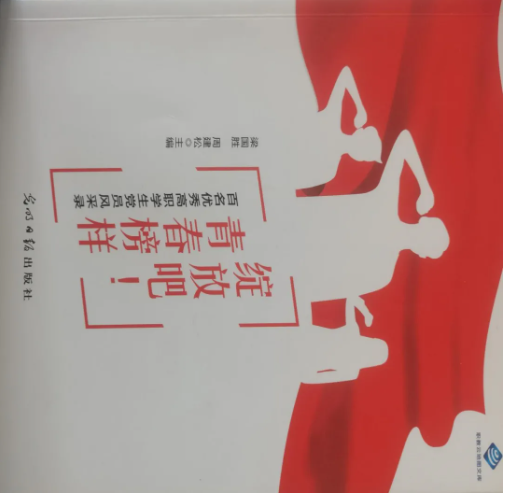 梁国胜 周建松◎主编
绽放吧！
青春榜样
百名优秀高职学生党员风采录
光明日报出版社